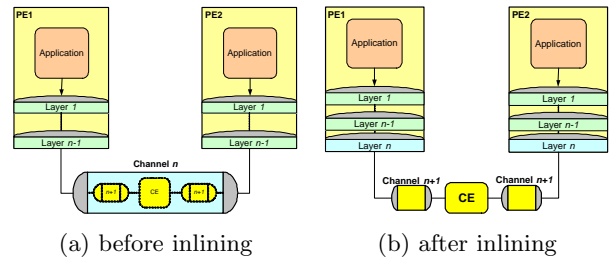 PE1
PE2
Application
Application
Layer 1
Layer 1
Layer n-1
Layer n-1
Channel n
n+1
CE
n+1
(a) before inlining
PE1
PE2
Application
Application
Layer 1
Layer 1
Layer n-1
Layer n-1
Layer n
Layer n
Channel n+1
Channel n+1
CE
(b) after inlining